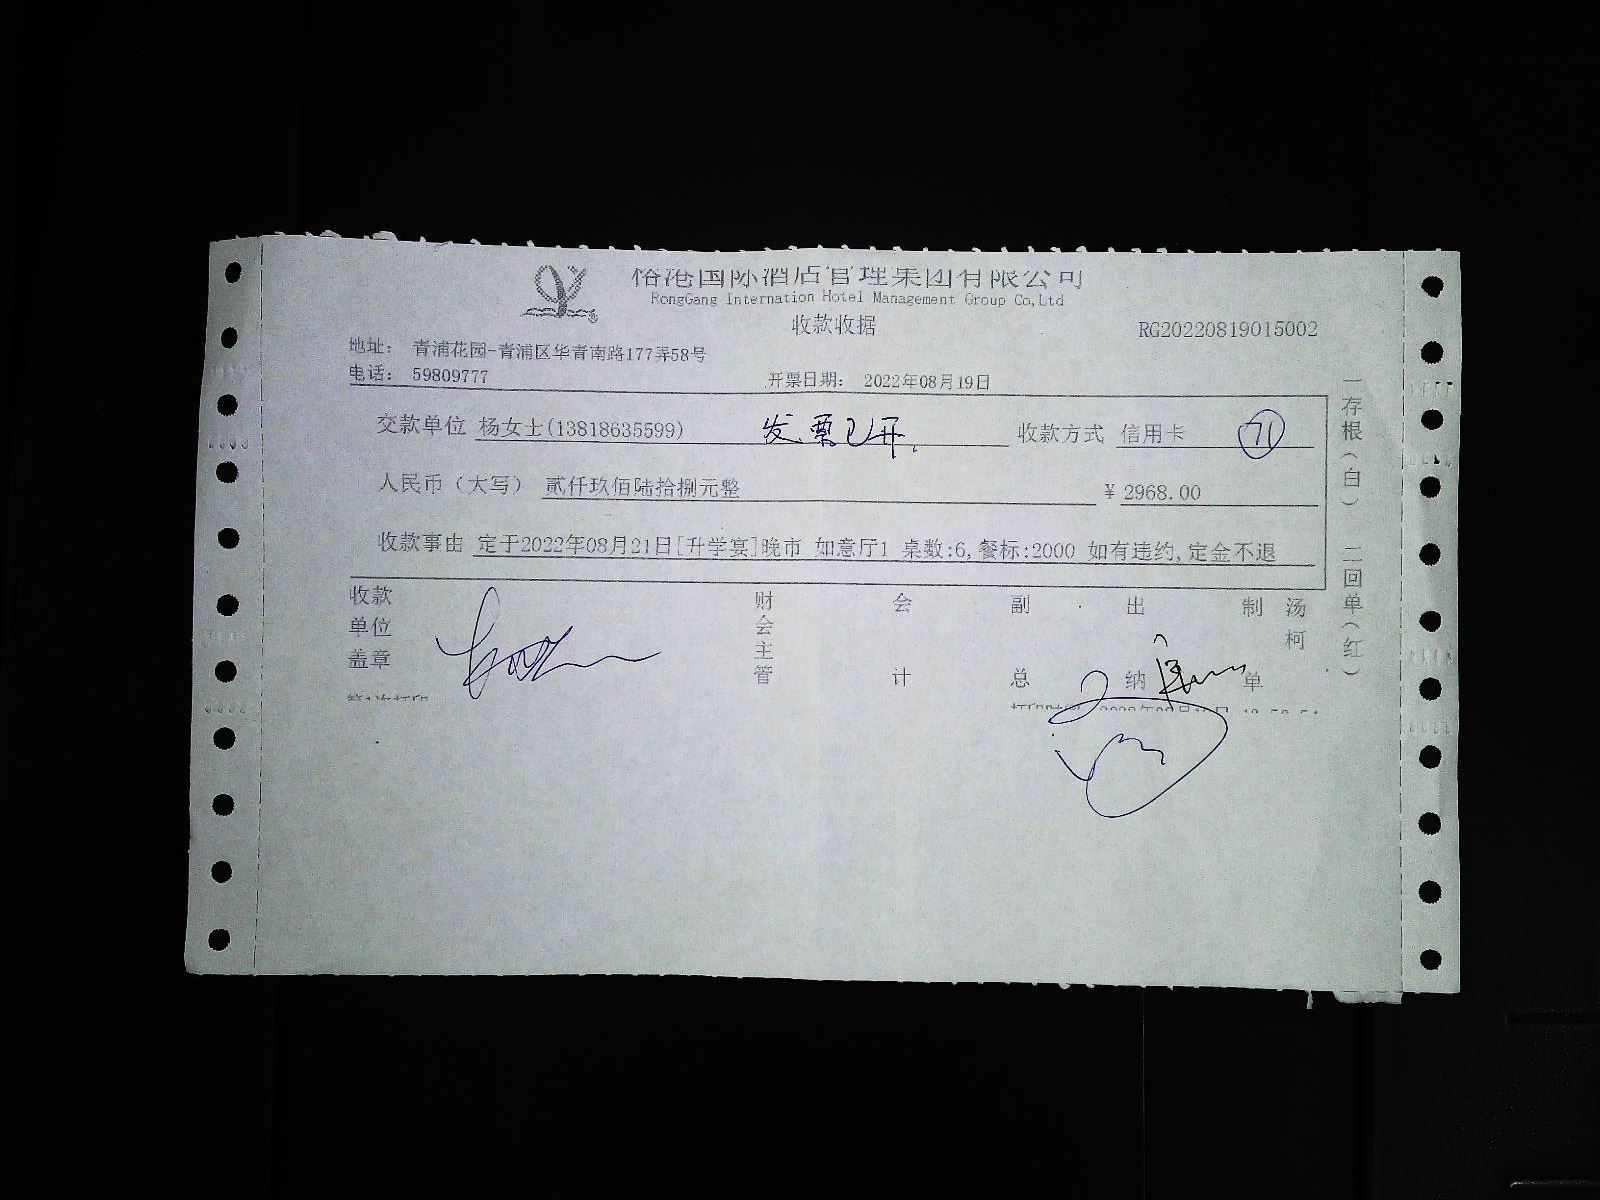 俗港国际酒店管理集团有限公司
RongGang Internation Hotel Management Group Co,Ltd
收款收据
RG20220819015002
地址： 青浦花园-青浦区华青南路177弄58号
电话： 59809777 开票日期： 2022年08月19日
交款单位 杨女士(13818635599) 发票已开. 收款方式 信用卡 71
人民币（大写） 贰仟玖佰陆拾捌元整 ￥2968.00
收款事由 定于2022年08月21日[升学宴]晚市 如意厅1 桌数:6,餐标:2000 如有违约,定金不退
收款单位盖章 财会主管 会计 副总 出纳 制单 汤柯
一存根（白） 二回单（红）